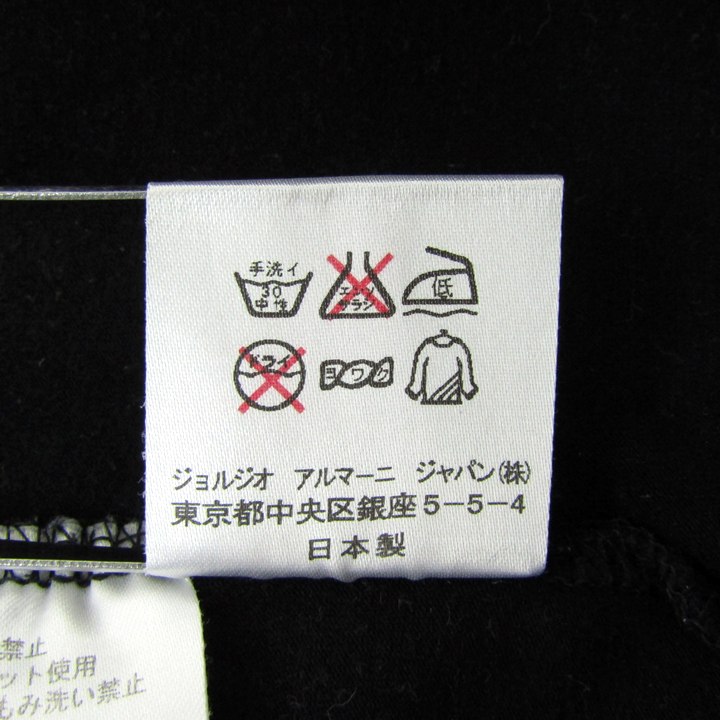 手洗イ
30
中性
エンソ
サラシ
低
ドライ
ヨワク
ジョルジオ アルマーニ ジャパン(株)
東京都中央区銀座5-5-4
日本製
禁止
ット使用
もみ洗い禁止